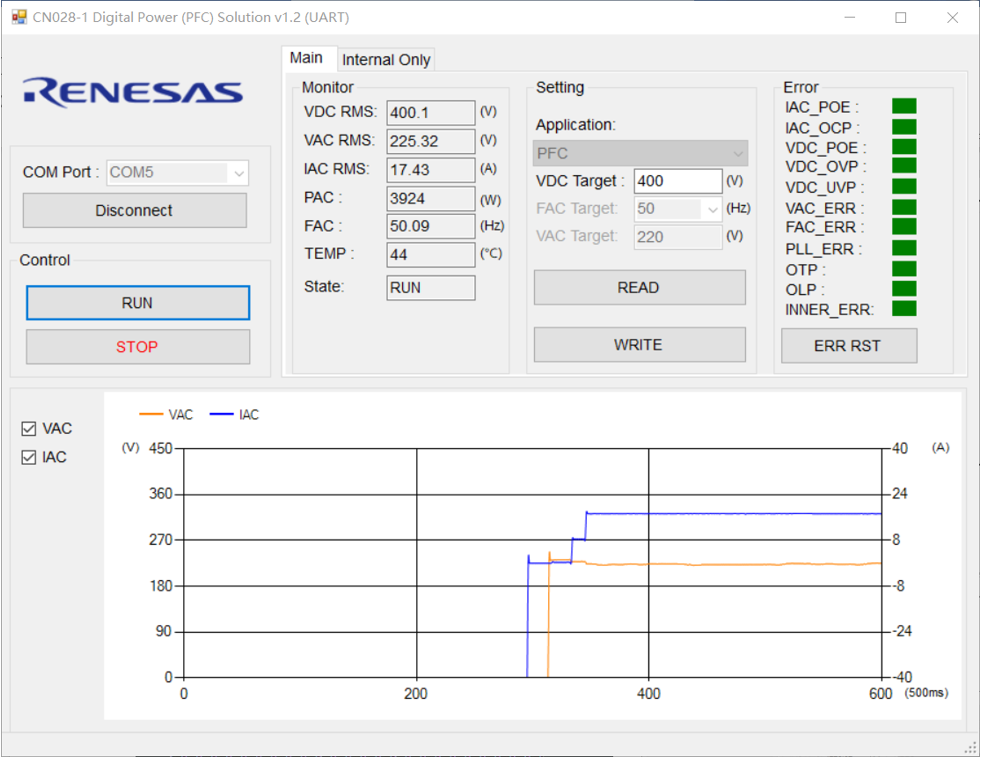 CN028-1 Digital Power (PFC) Solution v1.2 (UART)
RENESAS
COM Port : COM5
Disconnect
Control
RUN
STOP
Main Internal Only
Monitor
VDC RMS: 400.1 (V)
VAC RMS: 225.32 (V)
IAC RMS: 17.43 (A)
PAC : 3924 (W)
FAC : 50.09 (Hz)
TEMP : 44 (°C)
State: RUN
Setting
Application:
PFC
VDC Target : 400 (V)
FAC Target: 50 (Hz)
VAC Target: 220 (V)
READ
WRITE
Error
IAC_POE :
IAC_OCP :
VDC_POE :
VDC_OVP :
VDC_UVP :
VAC_ERR :
FAC_ERR :
PLL_ERR :
OTP :
OLP :
INNER_ERR:
ERR RST
VAC
IAC
VAC IAC
(V) 450 40 (A)
360 24
270 8
180 -8
90 -24
0 -40
0 200 400 600 (500ms)